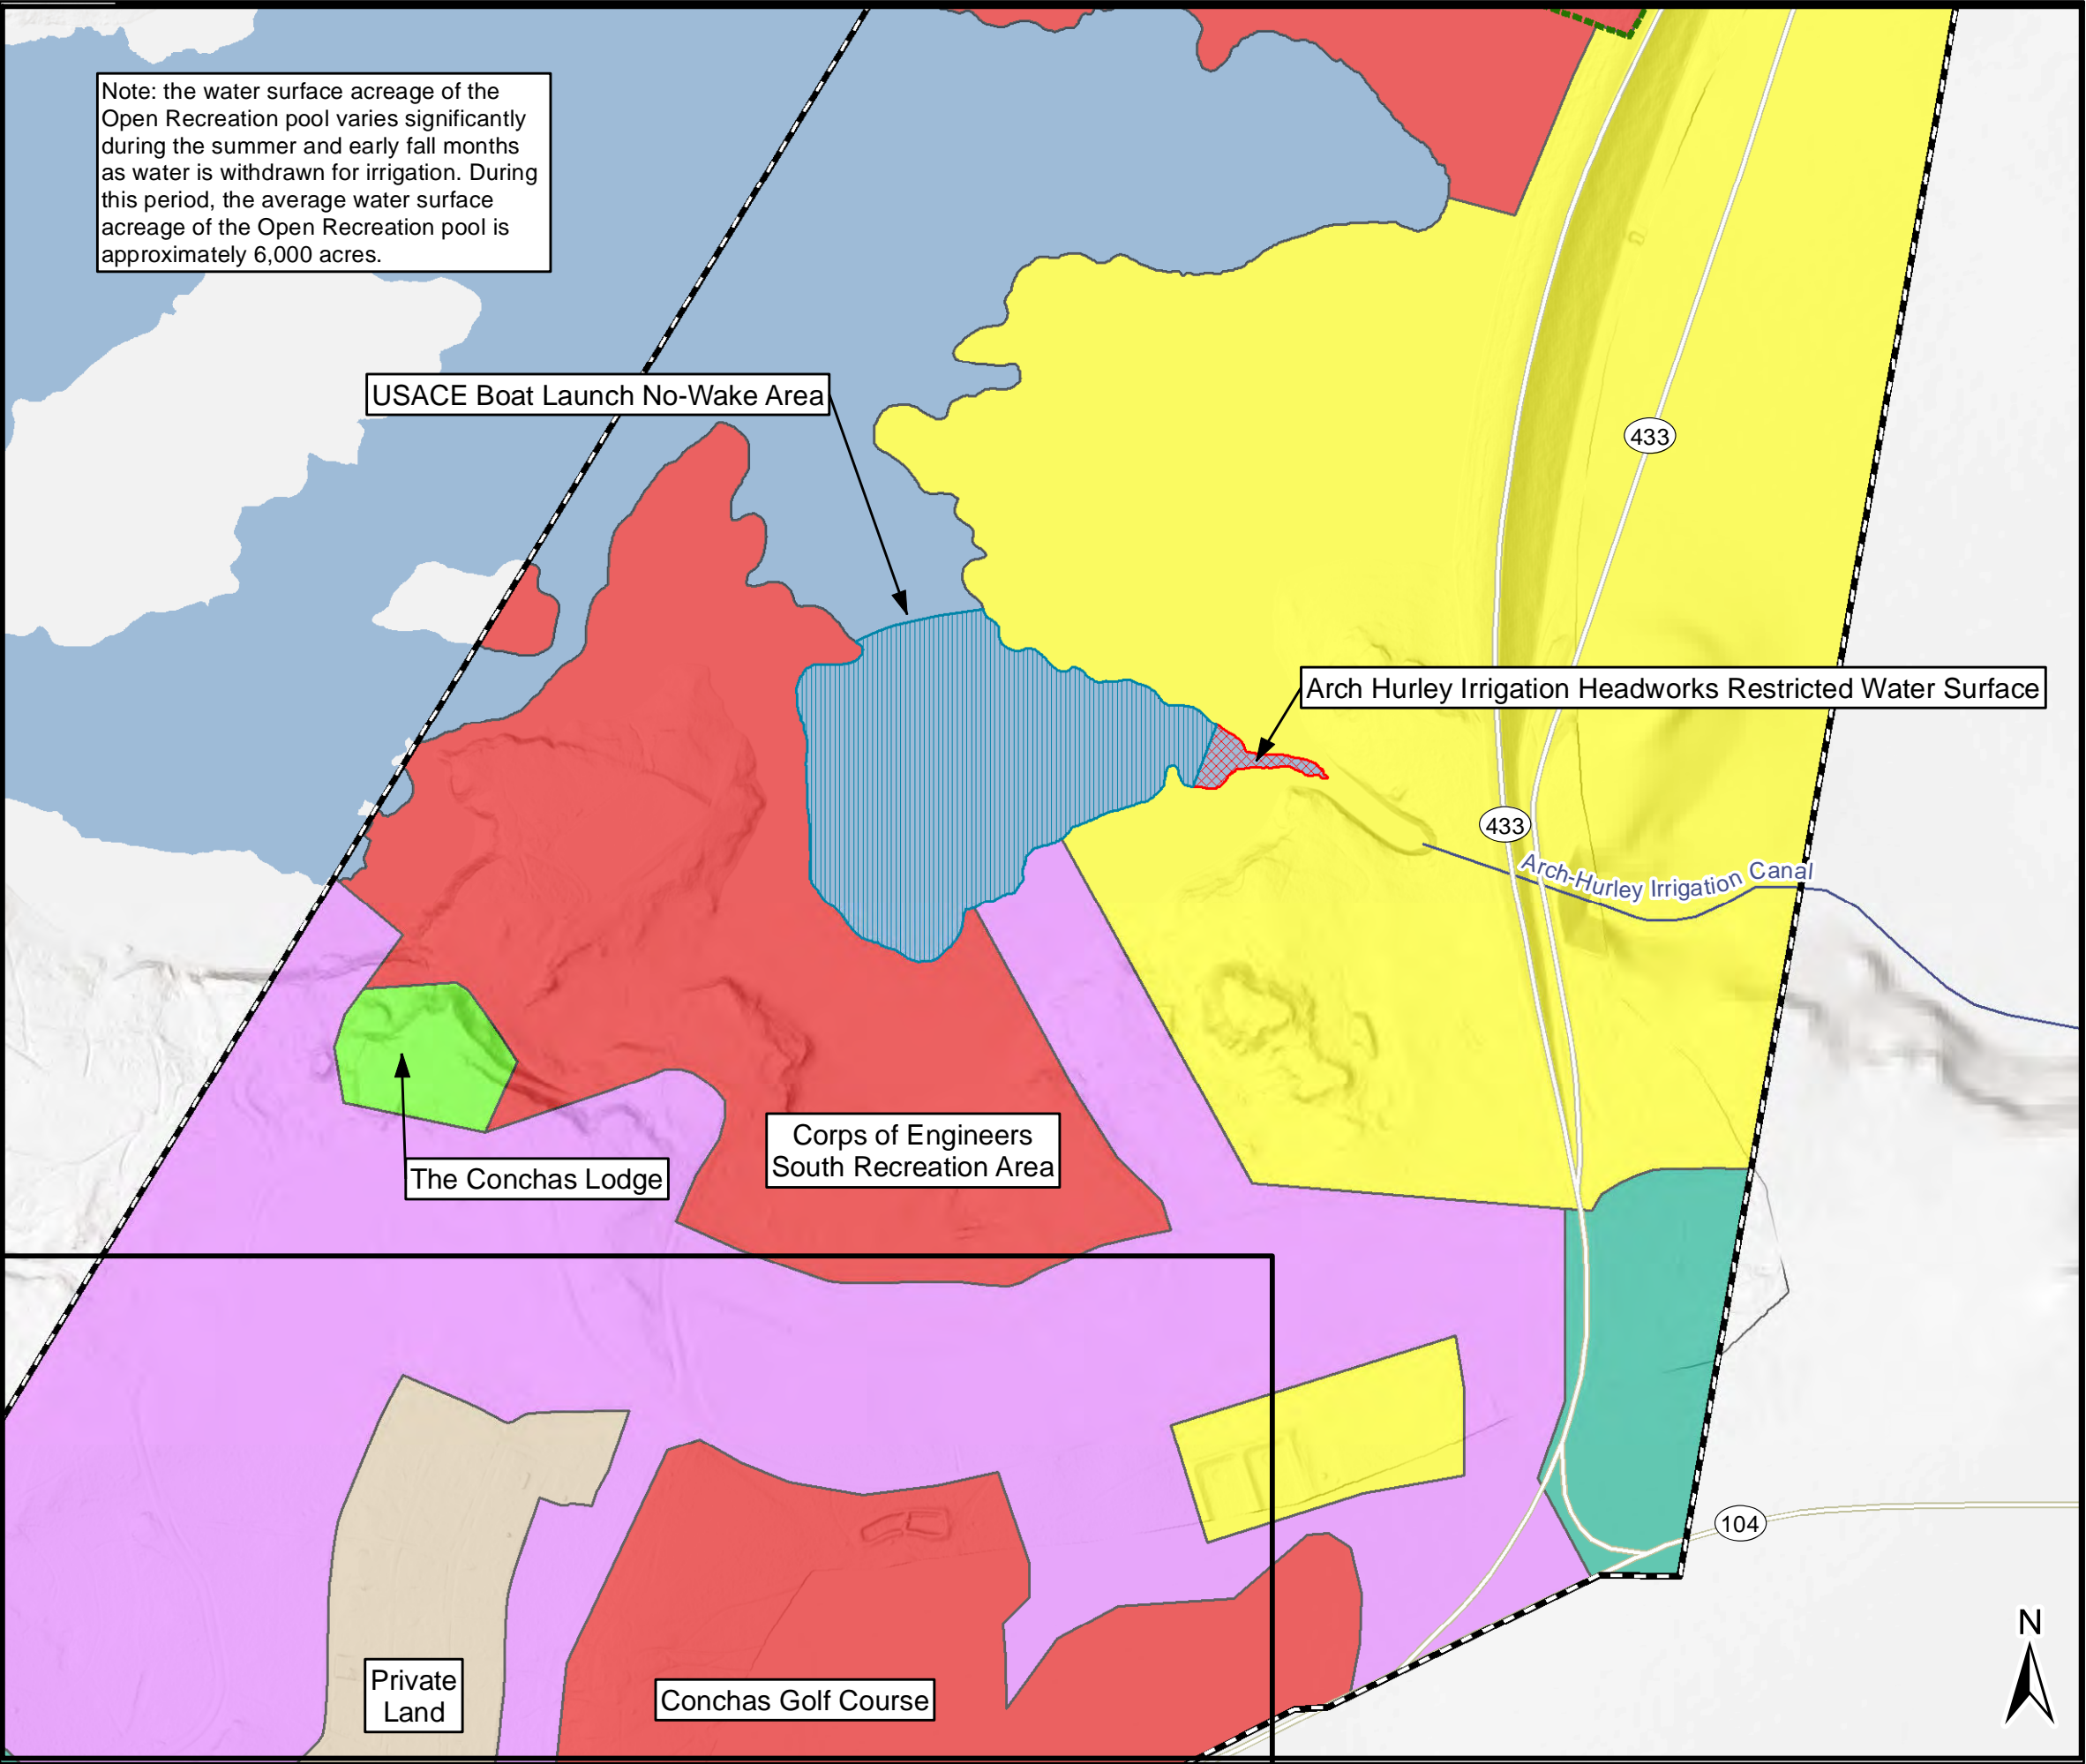 Note: the water surface acreage of the
Open Recreation pool varies significantly
during the summer and early fall months
as water is withdrawn for irrigation. During
this period, the average water surface
acreage of the Open Recreation pool is
approximately 6,000 acres.
USACE Boat Launch No-Wake Area
433
Arch Hurley Irrigation Headworks Restricted Water Surface
433
Arch-Hurley Irrigation Canal
Corps of Engineers
South Recreation Area
The Conchas Lodge
104
N
Private
Land
Conchas Golf Course